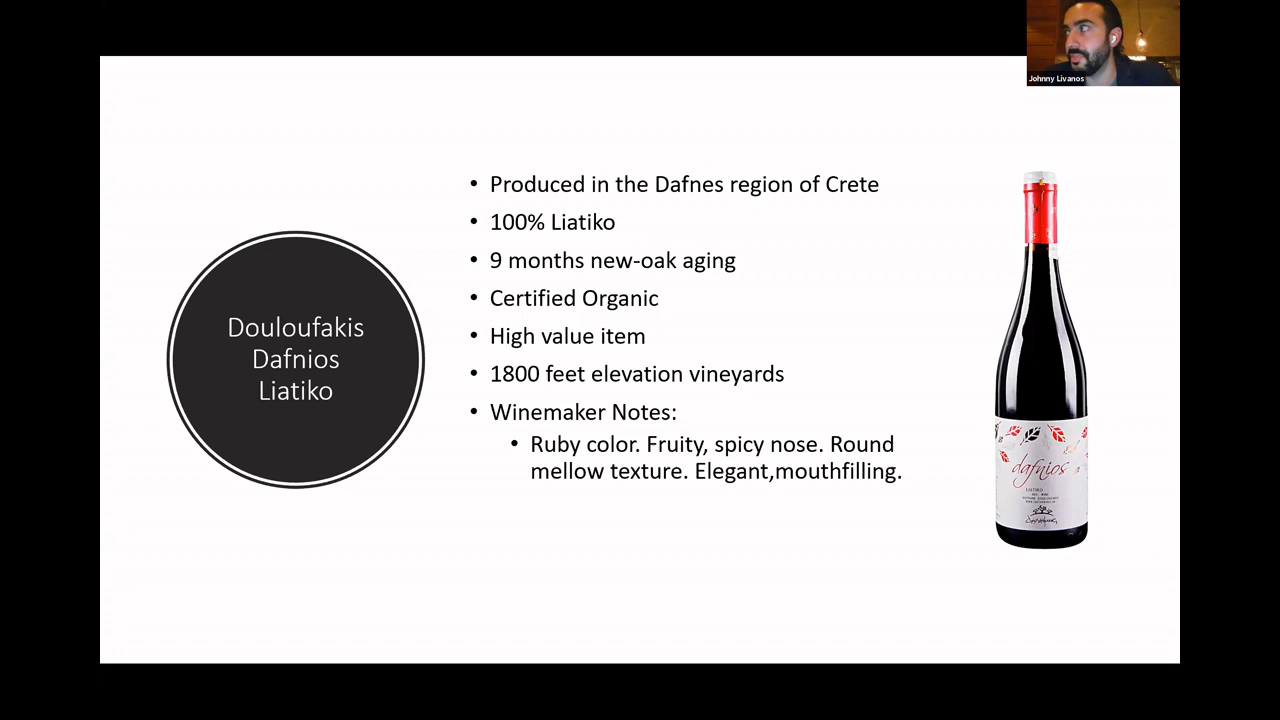 Johnny Livanos
Douloufakis
Dafnios
Liatiko
• Produced in the Dafnes region of Crete
• 100% Liatiko
• 9 months new-oak aging
• Certified Organic
• High value item
• 1800 feet elevation vineyards
• Winemaker Notes:
• Ruby color. Fruity, spicy nose. Round
mellow texture. Elegant,mouthfilling.
dafnios
LIATIKO